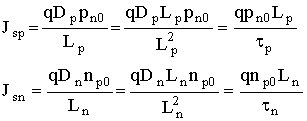 J_sp = qD_p p_n0 / L_p = qD_p L_p p_n0 / L_p^2 = qp_n0 L_p / τ_p
J_sn = qD_n n_p0 / L_n = qD_n L_n n_p0 / L_n^2 = qn_p0 L_n / τ_n